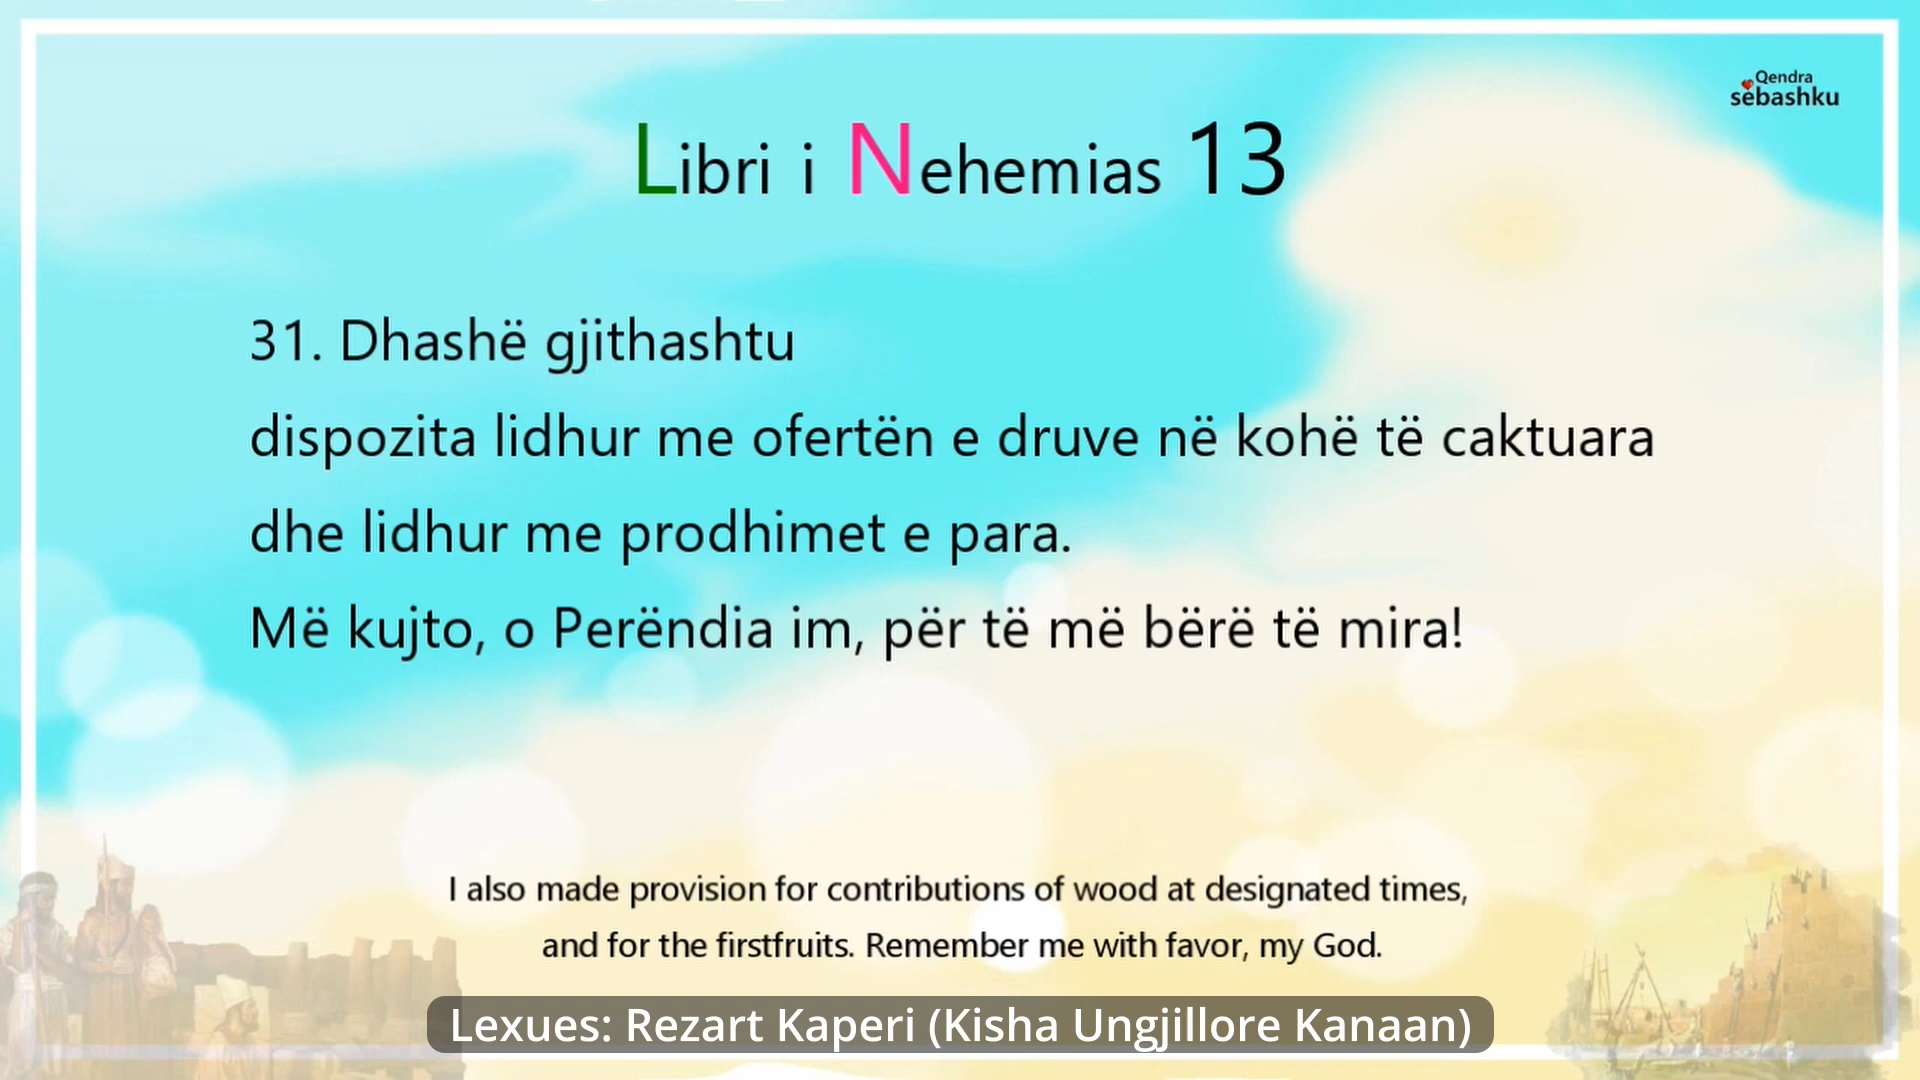 Qendra
sëbashku
Libri i Nehemias 13
31. Dhashë gjithashtu
dispozita lidhur me ofertën e druve në kohë të caktuara
dhe lidhur me prodhimet e para.
Më kujto, o Perëndia im, për të më bërë të mira!
I also made provision for contributions of wood at designated times,
and for the firstfruits. Remember me with favor, my God.
Lexues: Rezart Kaperi (Kisha Ungjillore Kanaan)